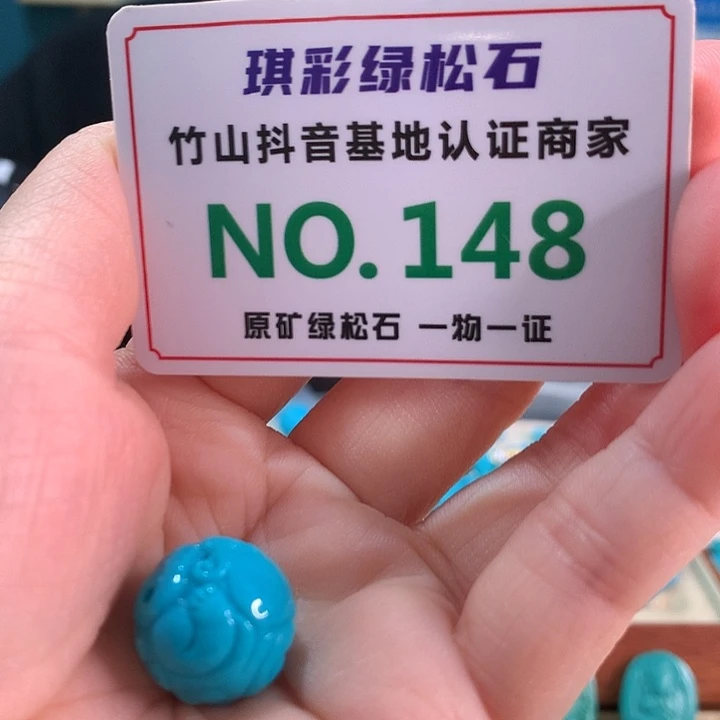 琪彩绿松石
竹山抖音基地认证商家
NO.148
原矿绿松石 一物一证